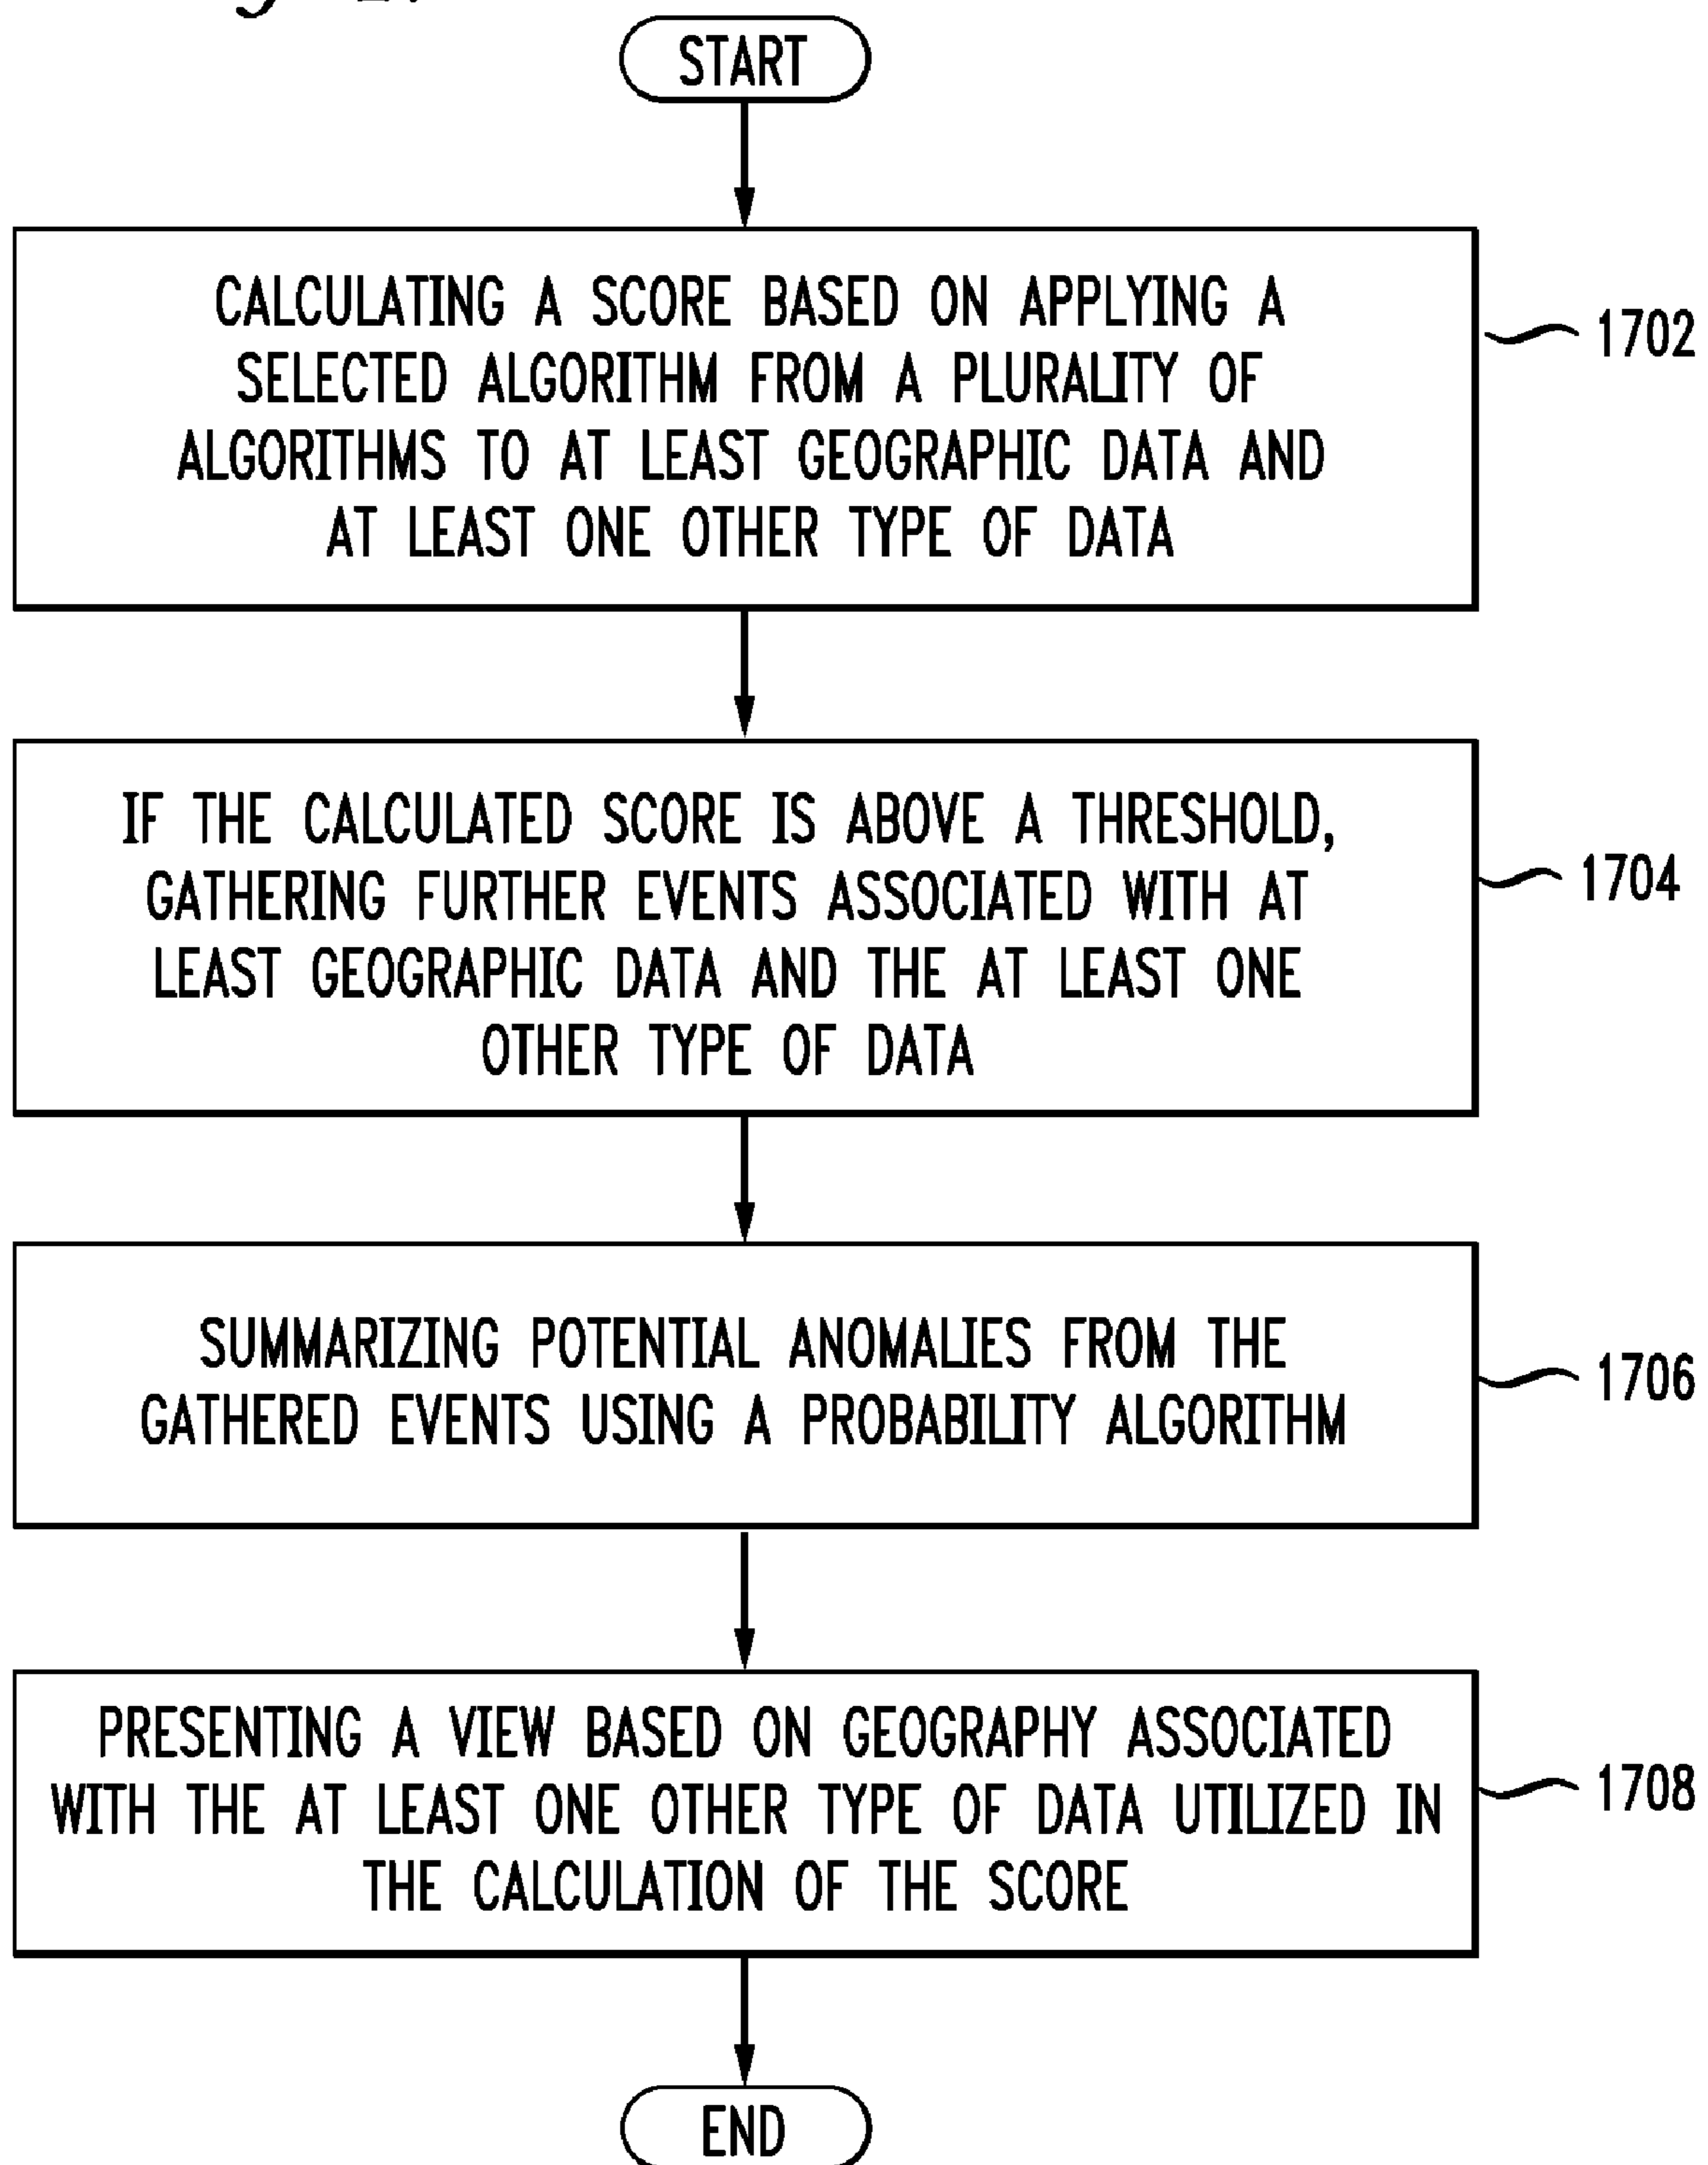 START
CALCULATING A SCORE BASED ON APPLYING A
SELECTED ALGORITHM FROM A PLURALITY OF
ALGORITHMS TO AT LEAST GEOGRAPHIC DATA AND
AT LEAST ONE OTHER TYPE OF DATA
1702
IF THE CALCULATED SCORE IS ABOVE A THRESHOLD,
GATHERING FURTHER EVENTS ASSOCIATED WITH AT
LEAST GEOGRAPHIC DATA AND THE AT LEAST ONE
OTHER TYPE OF DATA
1704
SUMMARIZING POTENTIAL ANOMALIES FROM THE
GATHERED EVENTS USING A PROBABILITY ALGORITHM
1706
PRESENTING A VIEW BASED ON GEOGRAPHY ASSOCIATED
WITH THE AT LEAST ONE OTHER TYPE OF DATA UTILIZED IN
THE CALCULATION OF THE SCORE
1708
END